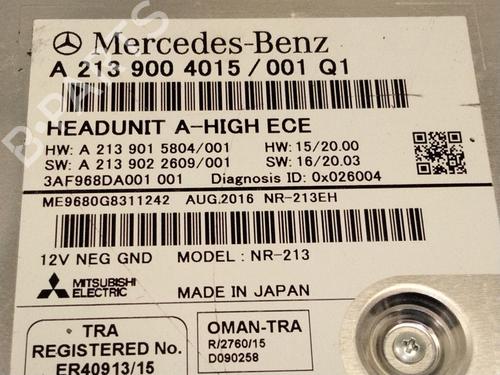 Mercedes-Benz
A 213 900 4015 / 001 Q1
HEADUNIT A-HIGH ECE
HW: A 213 901 5804/001 HW: 15/20.00
SW: A 213 902 2609/001 SW: 16/20.03
3AF968DA001 001 Diagnosis ID: 0x026004
ME9680G8311242 AUG.2016 NR-213EH
12V NEG GND MODEL : NR-213
MITSUBISHI
ELECTRIC
MADE IN JAPAN
TRA
REGISTERED No.
ER40913/15
OMAN-TRA
R/2760/15
D090258
B-PARTS